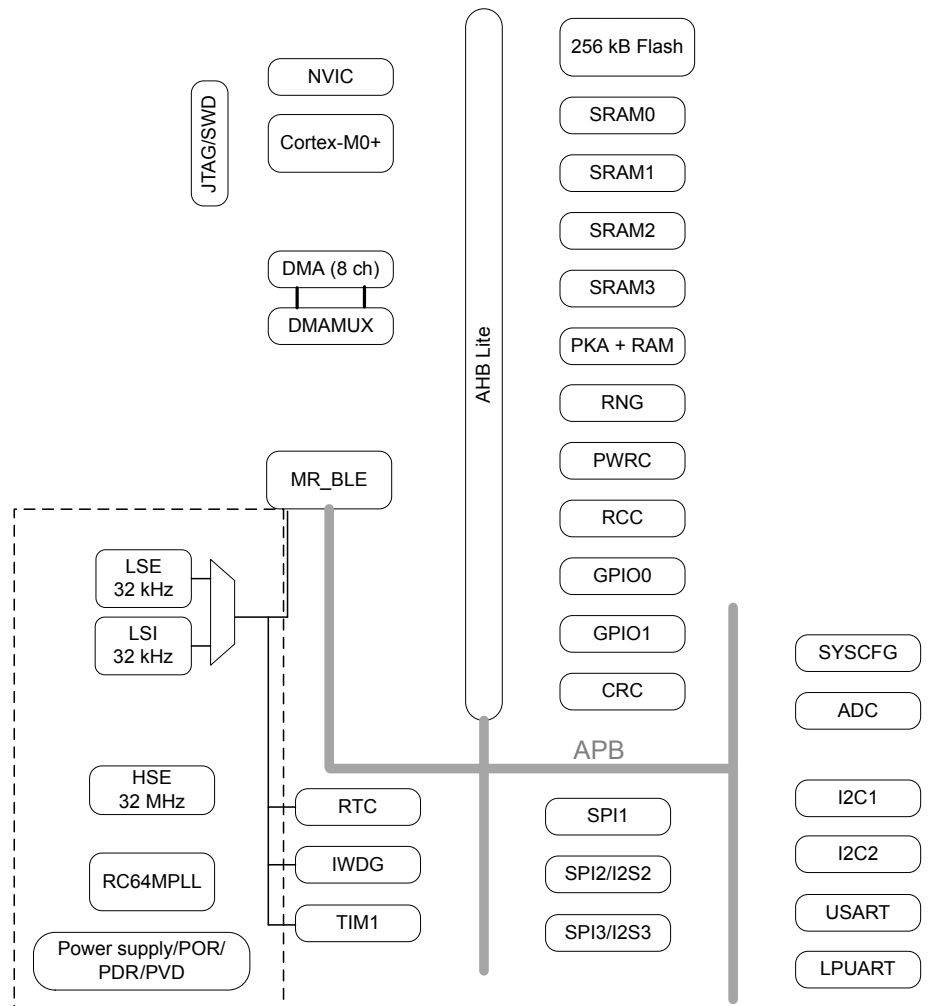 256 kB Flash
NVIC
JTAG/SWD
Cortex-M0+
SRAM0
SRAM1
SRAM2
DMA (8 ch)
SRAM3
DMAMUX
AHB Lite
PKA + RAM
RNG
MR_BLE
PWRC
RCC
LSE
32 kHz
GPIO0
LSI
32 kHz
GPIO1
SYSCFG
CRC
ADC
APB
HSE
32 MHz
RTC
SPI1
I2C1
IWDG
SPI2/I2S2
I2C2
RC64MPLL
TIM1
SPI3/I2S3
USART
Power supply/POR/
PDR/PVD
LPUART